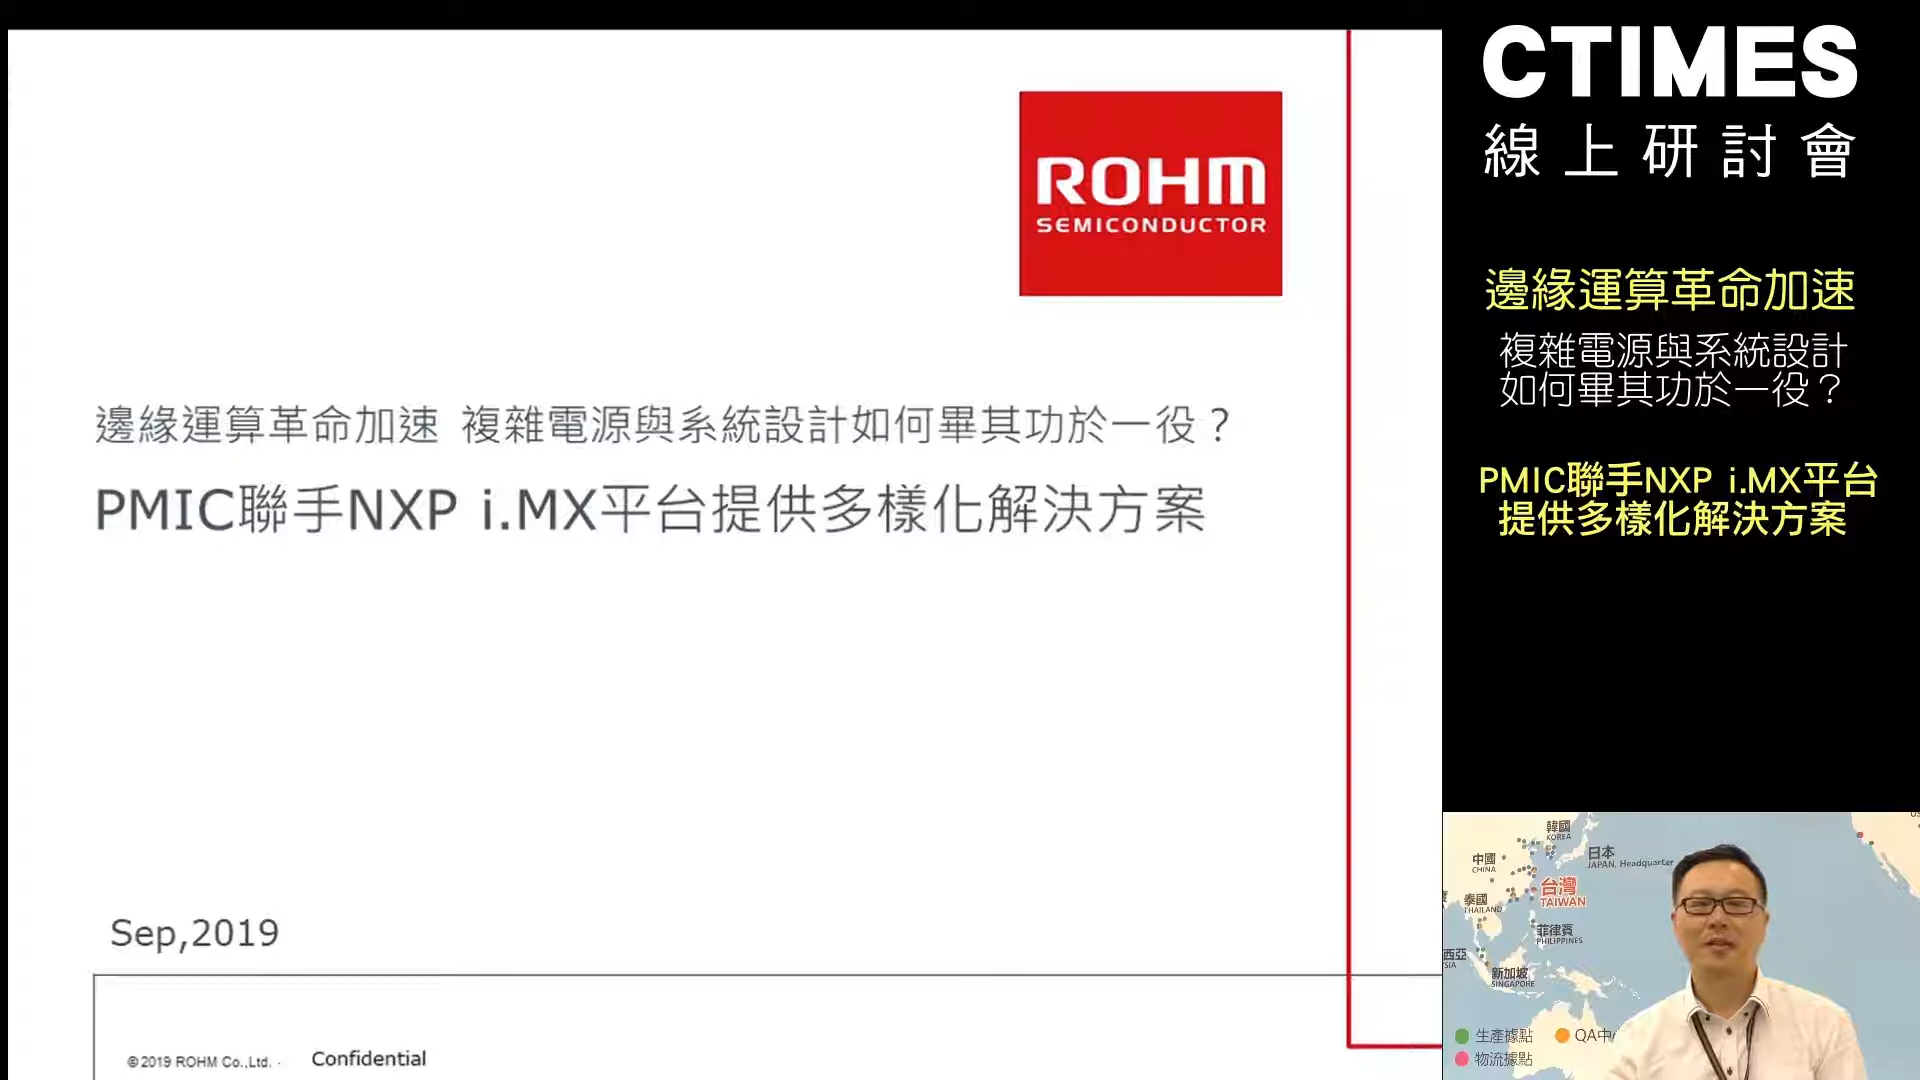 ROHM
SEMICONDUCTOR
邊緣運算革命加速 複雜電源與系統設計如何畢其功於一役？
PMIC聯手NXP i.MX平台提供多樣化解決方案
Sep,2019
© 2019 ROHM Co.,Ltd.
Confidential
CTIMES
線上研討會
邊緣運算革命加速
複雜電源與系統設計
如何畢其功於一役？
PMIC聯手NXP i.MX平台
提供多樣化解決方案
韓國
KOREA
中國
CHINA
日本
JAPAN, Headquarter
台灣
TAIWAN
泰國
THAILAND
菲律賓
PHILIPPINES
西亞
SIA
新加坡
SINGAPORE
生產據點
QA中
物流據點